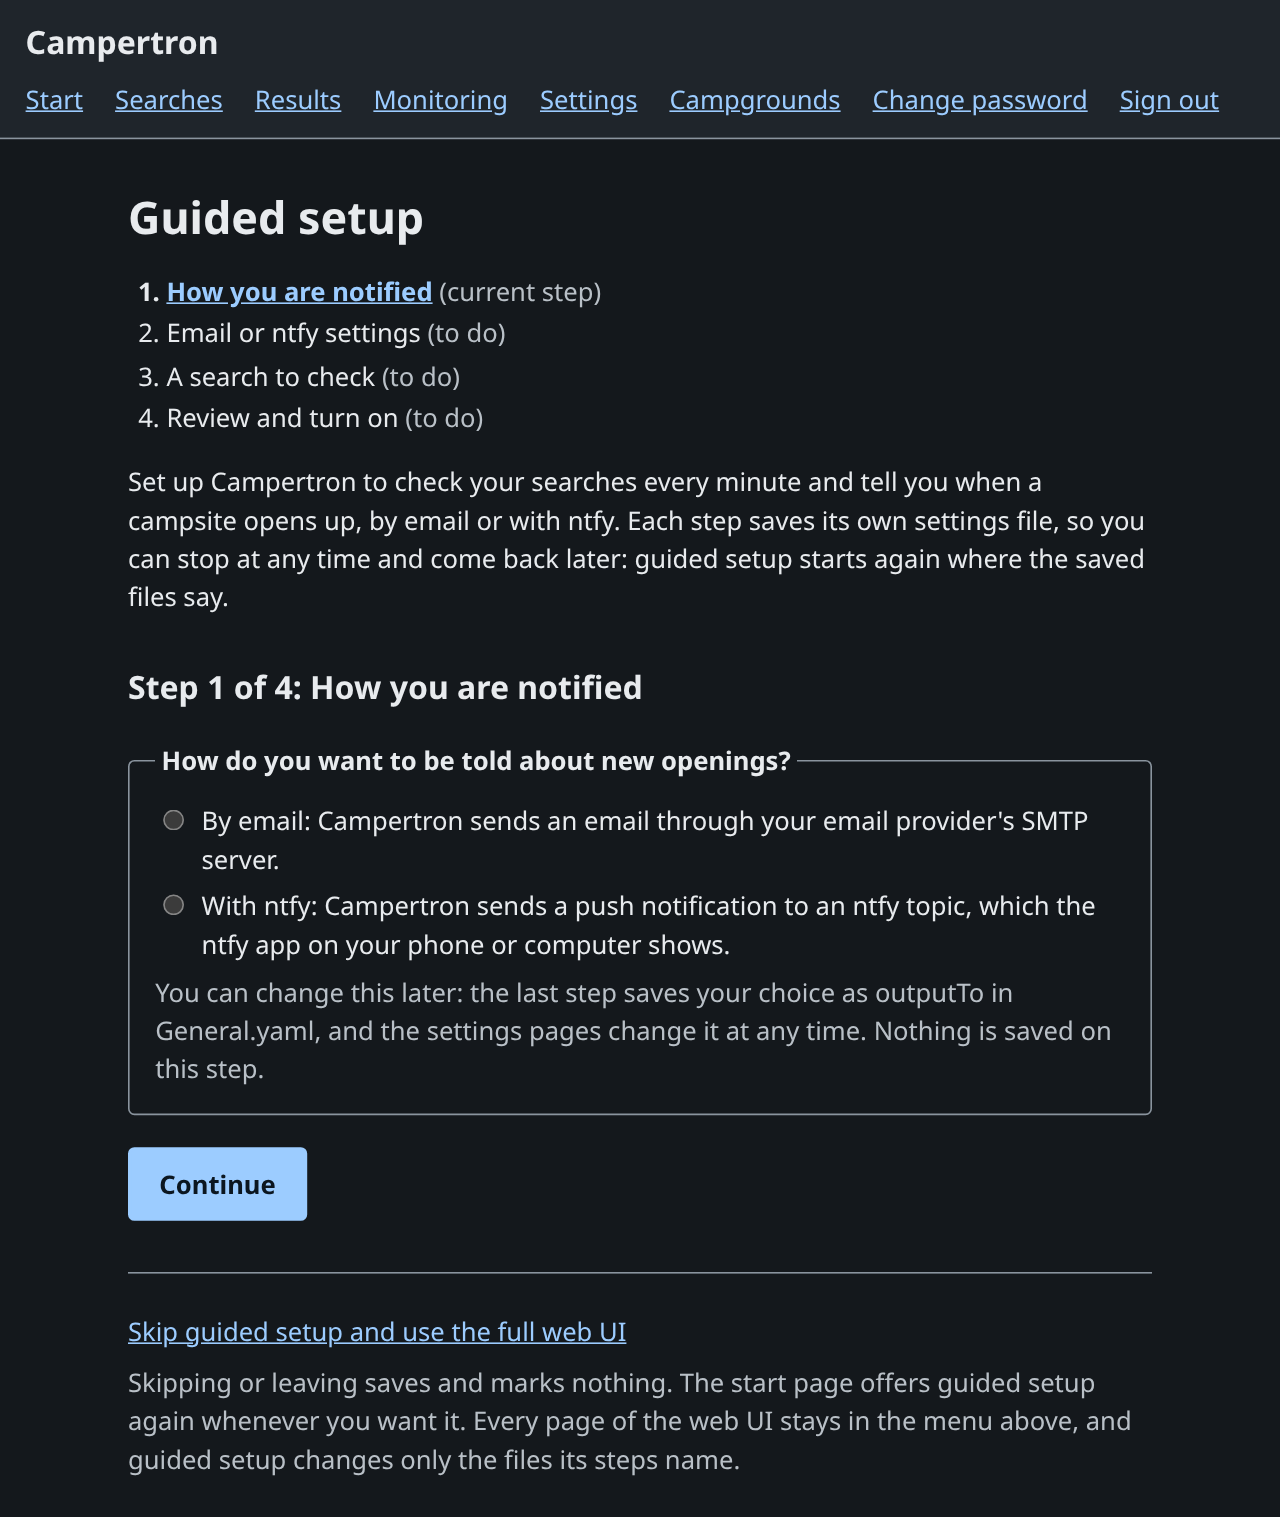 Campertron
Start Searches Results Monitoring Settings Campgrounds Change password Sign out
Guided setup
1. How you are notified (current step)
2. Email or ntfy settings (to do)
3. A search to check (to do)
4. Review and turn on (to do)
Set up Campertron to check your searches every minute and tell you when a
campsite opens up, by email or with ntfy. Each step saves its own settings file, so you
can stop at any time and come back later: guided setup starts again where the saved
files say.
Step 1 of 4: How you are notified
How do you want to be told about new openings?
By email: Campertron sends an email through your email provider's SMTP
server.
With ntfy: Campertron sends a push notification to an ntfy topic, which the
ntfy app on your phone or computer shows.
You can change this later: the last step saves your choice as outputTo in
General.yaml, and the settings pages change it at any time. Nothing is saved on
this step.
Continue
Skip guided setup and use the full web UI
Skipping or leaving saves and marks nothing. The start page offers guided setup
again whenever you want it. Every page of the web UI stays in the menu above, and
guided setup changes only the files its steps name.